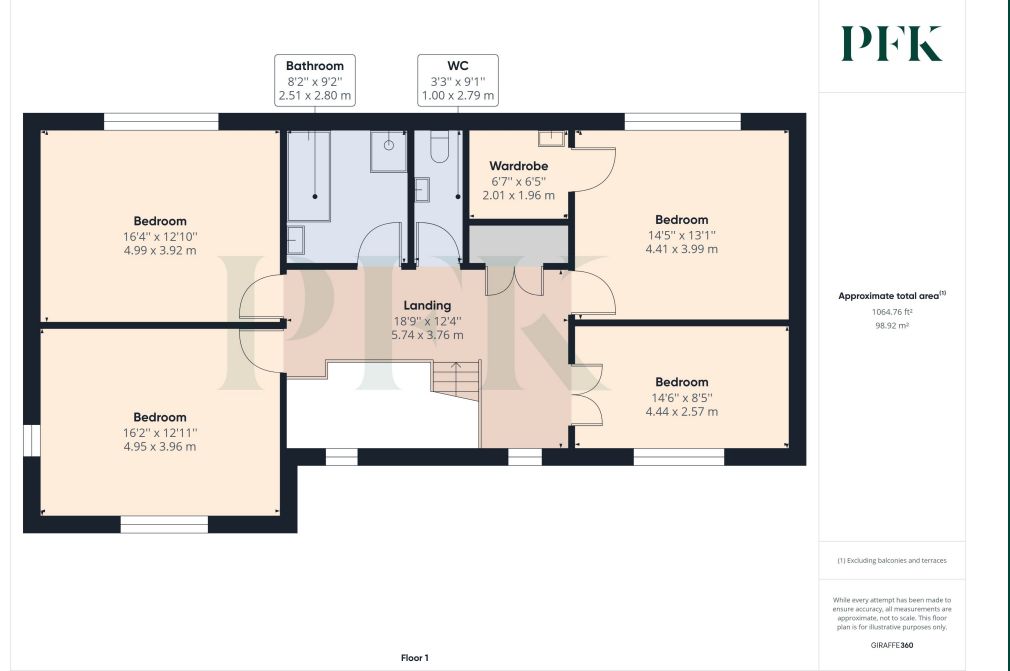 PFK
Bathroom
8'2" x 9'2"
2.51 x 2.80 m
WC
3'3" x 9'1"
1.00 x 2.79 m
Wardrobe
6'7" x 6'5"
2.01 x 1.96 m
Bedroom
16'4" x 12'10"
4.99 x 3.92 m
Bedroom
14'5" x 13'1"
4.41 x 3.99 m
Landing
18'9" x 12'4"
5.74 x 3.76 m
PFK
Bedroom
14'6" x 8'5"
4.44 x 2.57 m
Bedroom
16'2" x 12'11"
4.95 x 3.96 m
Approximate total area(1)
1064.76 ft²
98.92 m²
(1) Excluding balconies and terraces
While every attempt has been made to
ensure accuracy, all measurements are
approximate, not to scale. This floor
plan is for illustrative purposes only.
GIRAFFE360
Floor 1